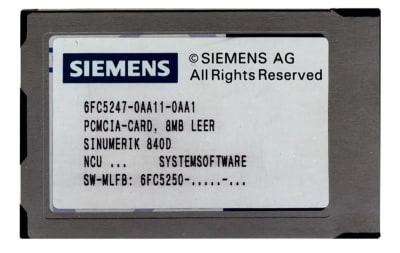 SIEMENS
© SIEMENS AG
All Rights Reserved
6FC5247-0AA11-0AA1
PCMCIA-CARD, 8MB LEER
SINUMERIK 840D
NCU ... SYSTEMSOFTWARE
SW-MLFB: 6FC5250-.....-...